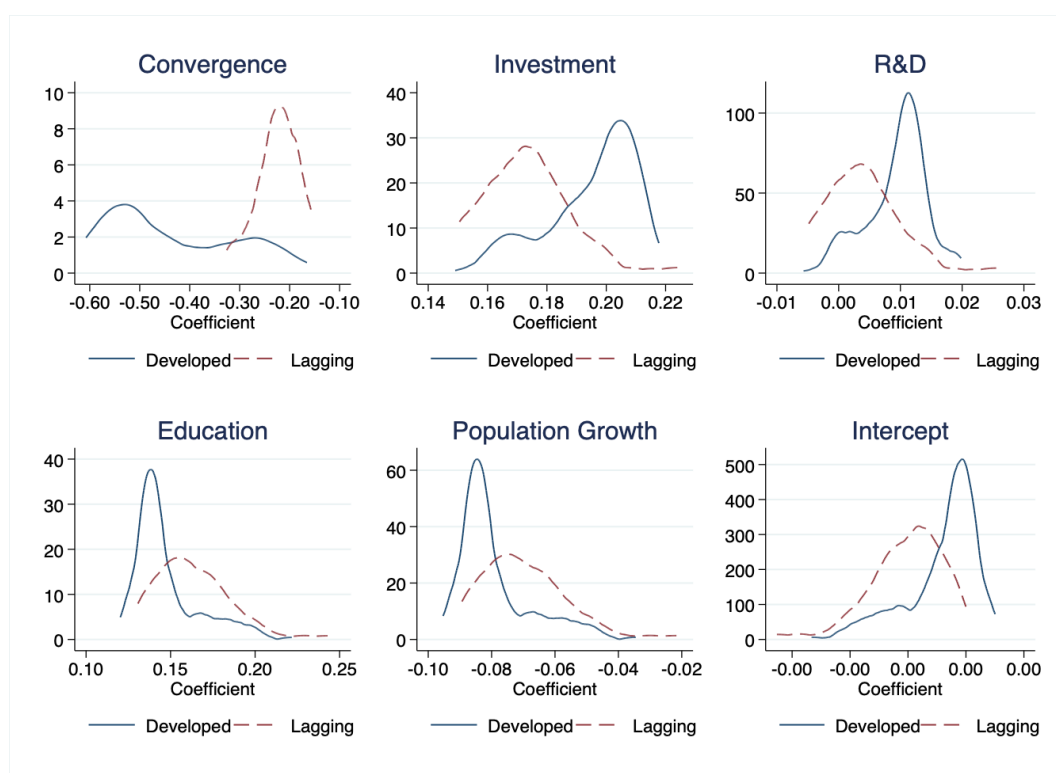 Convergence
10
8
6
4
2
0
-0.60 -0.50 -0.40 -0.30 -0.20 -0.10
Coefficient
Developed Lagging
Investment
40
30
20
10
0
0.14 0.16 0.18 0.20 0.22
Coefficient
Developed Lagging
R&D
100
50
0
-0.01 0.00 0.01 0.02 0.03
Coefficient
Developed Lagging
Education
40
30
20
10
0
0.10 0.15 0.20 0.25
Coefficient
Developed Lagging
Population Growth
60
40
20
0
-0.10 -0.08 -0.06 -0.04 -0.02
Coefficient
Developed Lagging
Intercept
500
400
300
200
100
0
-0.00 -0.00 0.00 0.00 0.00
Coefficient
Developed Lagging